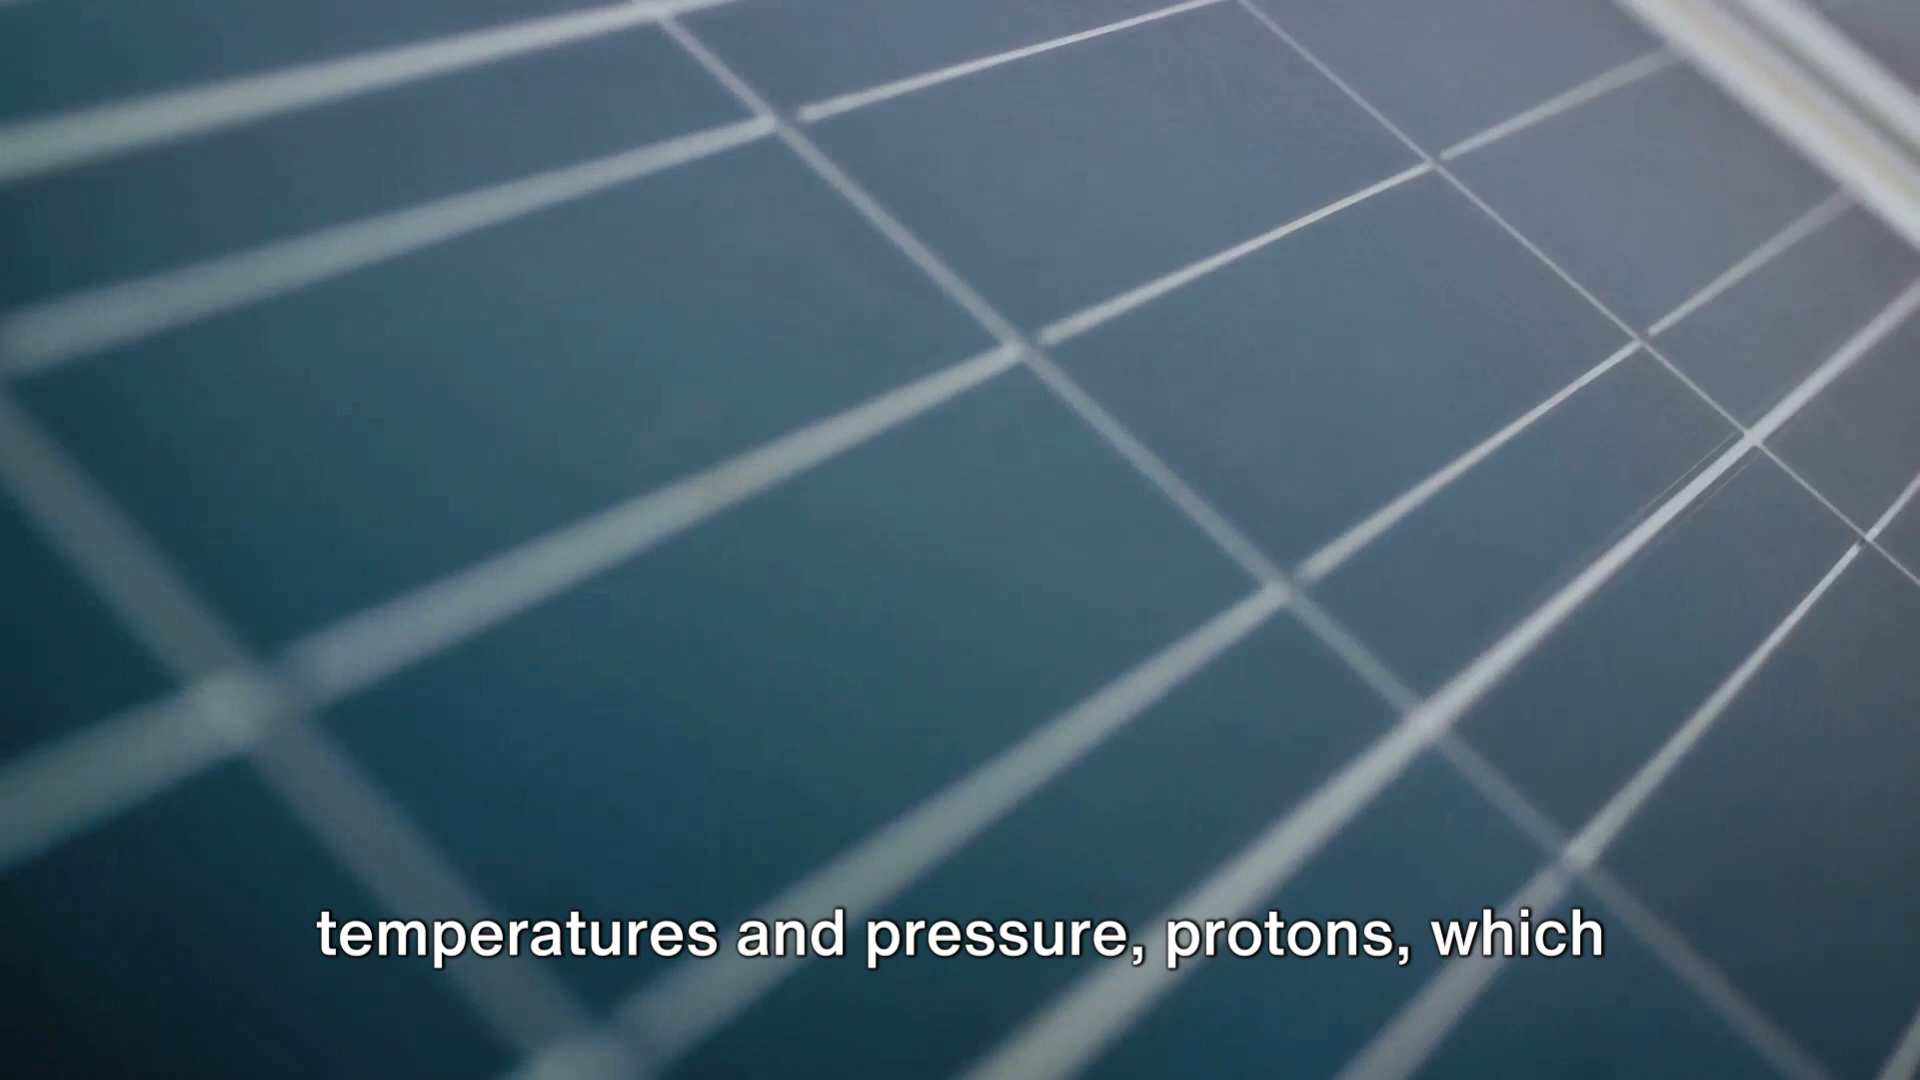 temperatures and pressure, protons, which